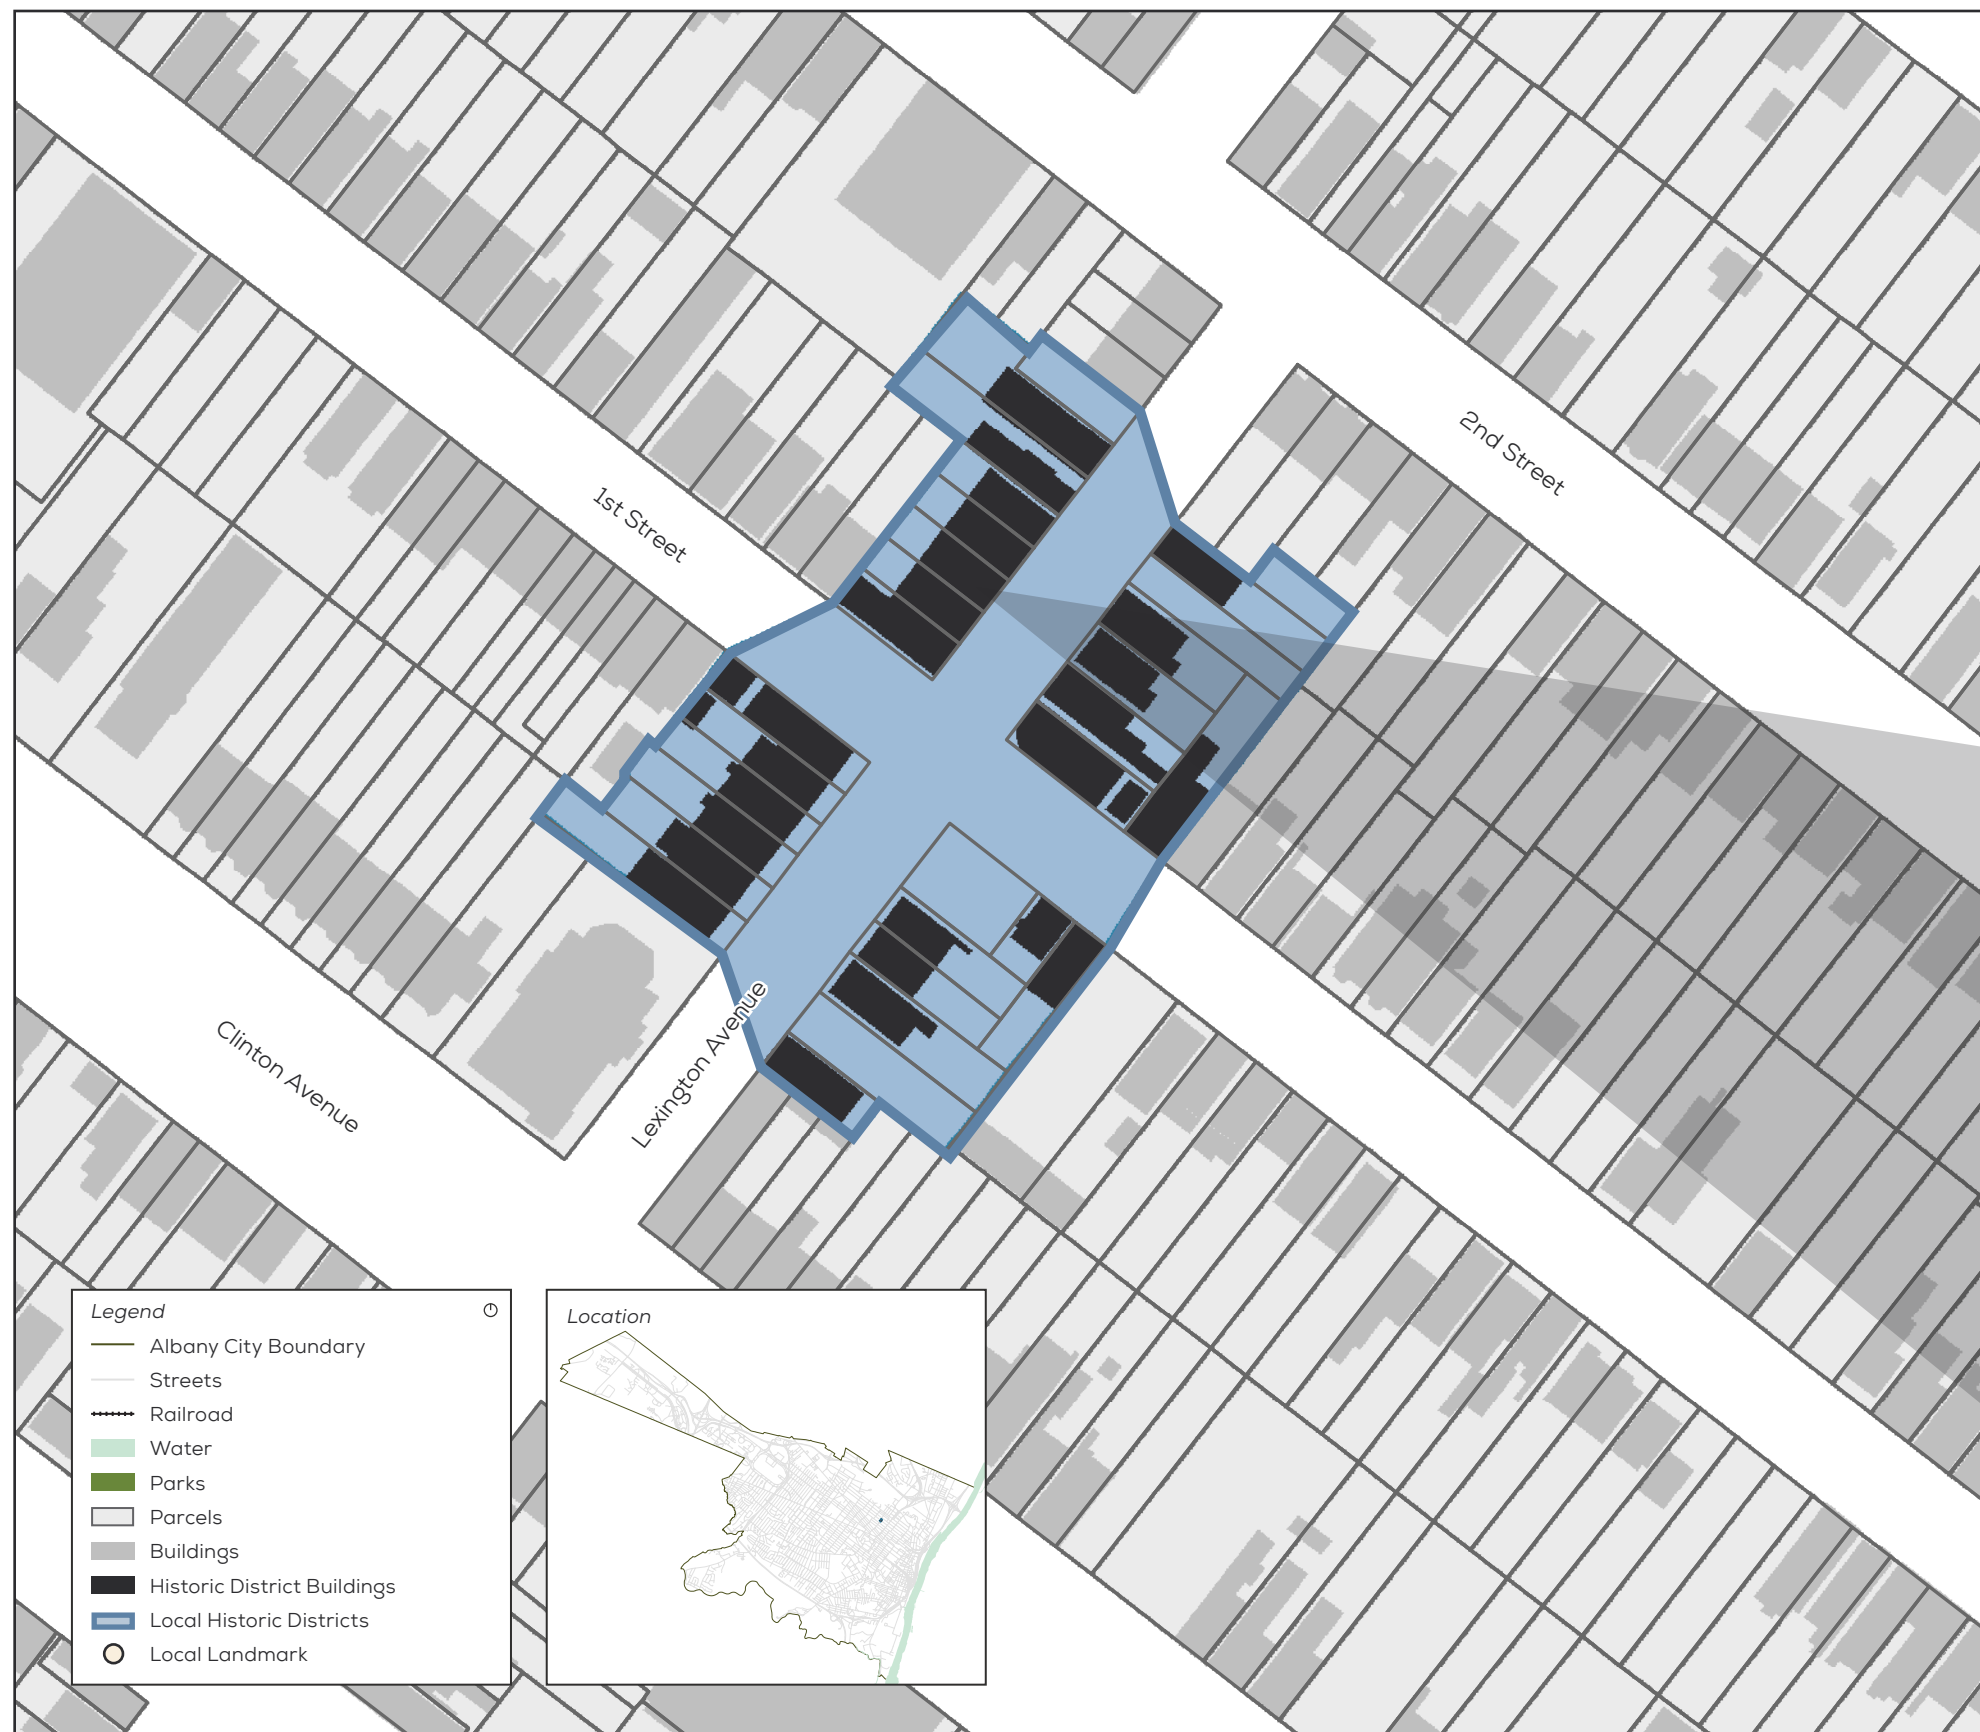 2nd Street
1st Street
Lexington Avenue
Clinton Avenue
Legend
Albany City Boundary
Streets
Railroad
Water
Parks
Parcels
Buildings
Historic District Buildings
Local Historic Districts
Local Landmark
Location